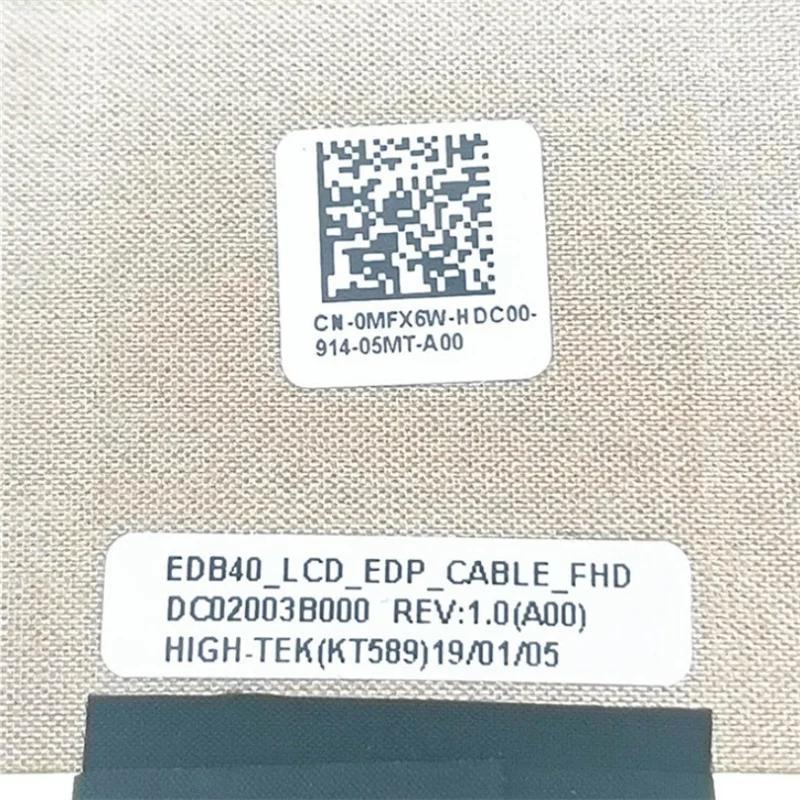 CN-0MFX6W-HDC00-
914-05MT-A00
EDB40_LCD_EDP_CABLE_FHD
DC02003B000 REV:1.0(A00)
HIGH-TEK(KT589)19/01/05